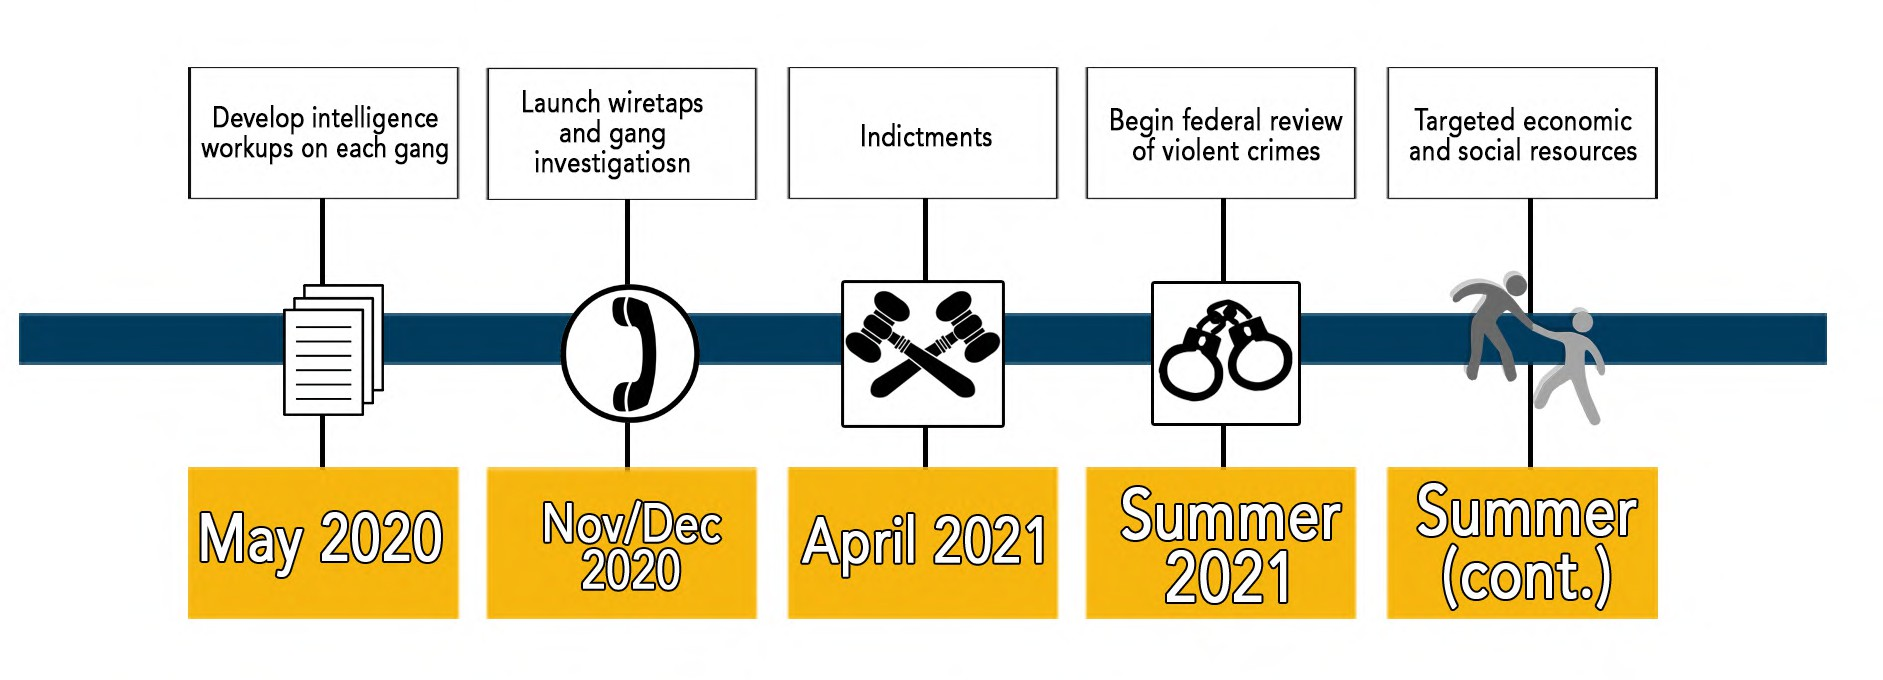 Develop intelligence
workups on each gang
Launch wiretaps
and gang
investigatiosn
Indictments
Begin federal review
of violent crimes
Targeted economic
and social resources
May 2020
Nov/Dec
2020
April 2021
Summer
2021
Summer
(cont.)